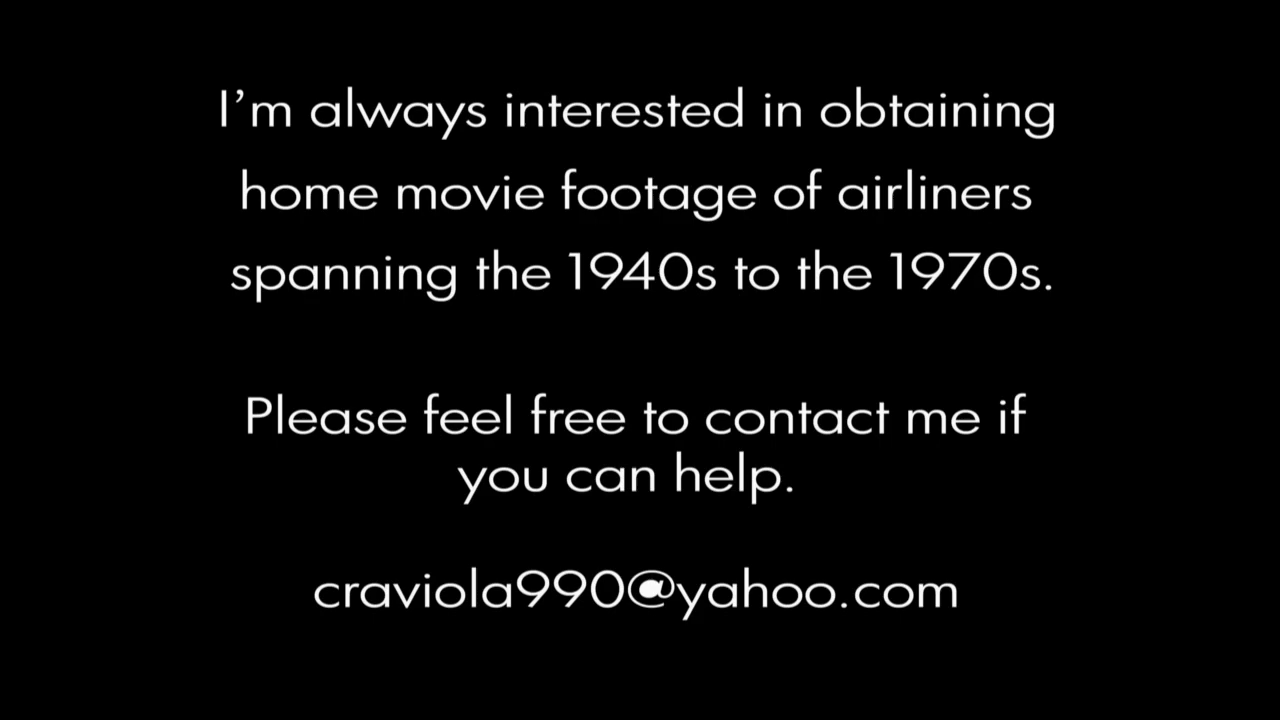 I’m always interested in obtaining
home movie footage of airliners
spanning the 1940s to the 1970s.
Please feel free to contact me if
you can help.
craviola990@yahoo.com